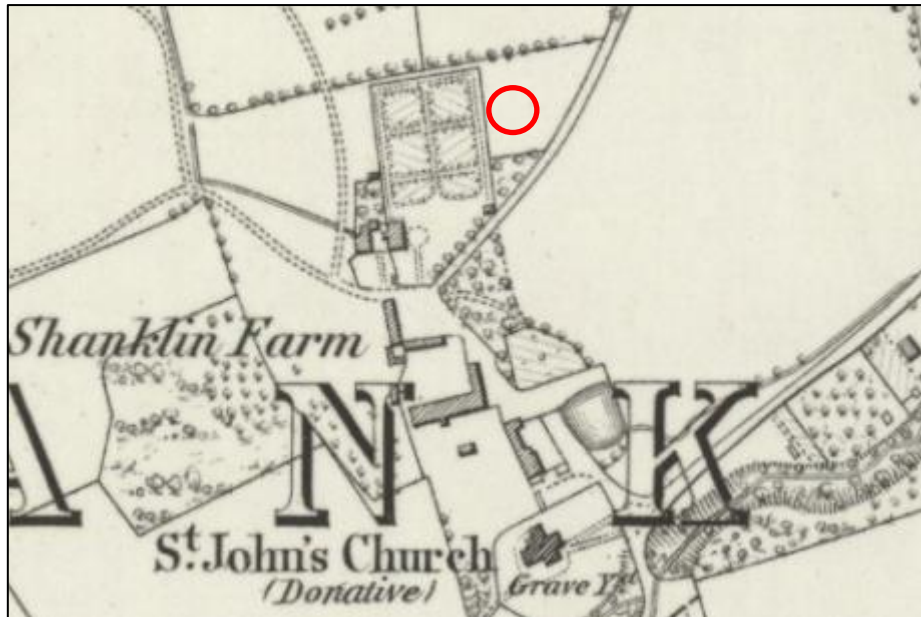 Shanklin Farm
A N K
St. John's Church
(Donative)
Grave Yd.